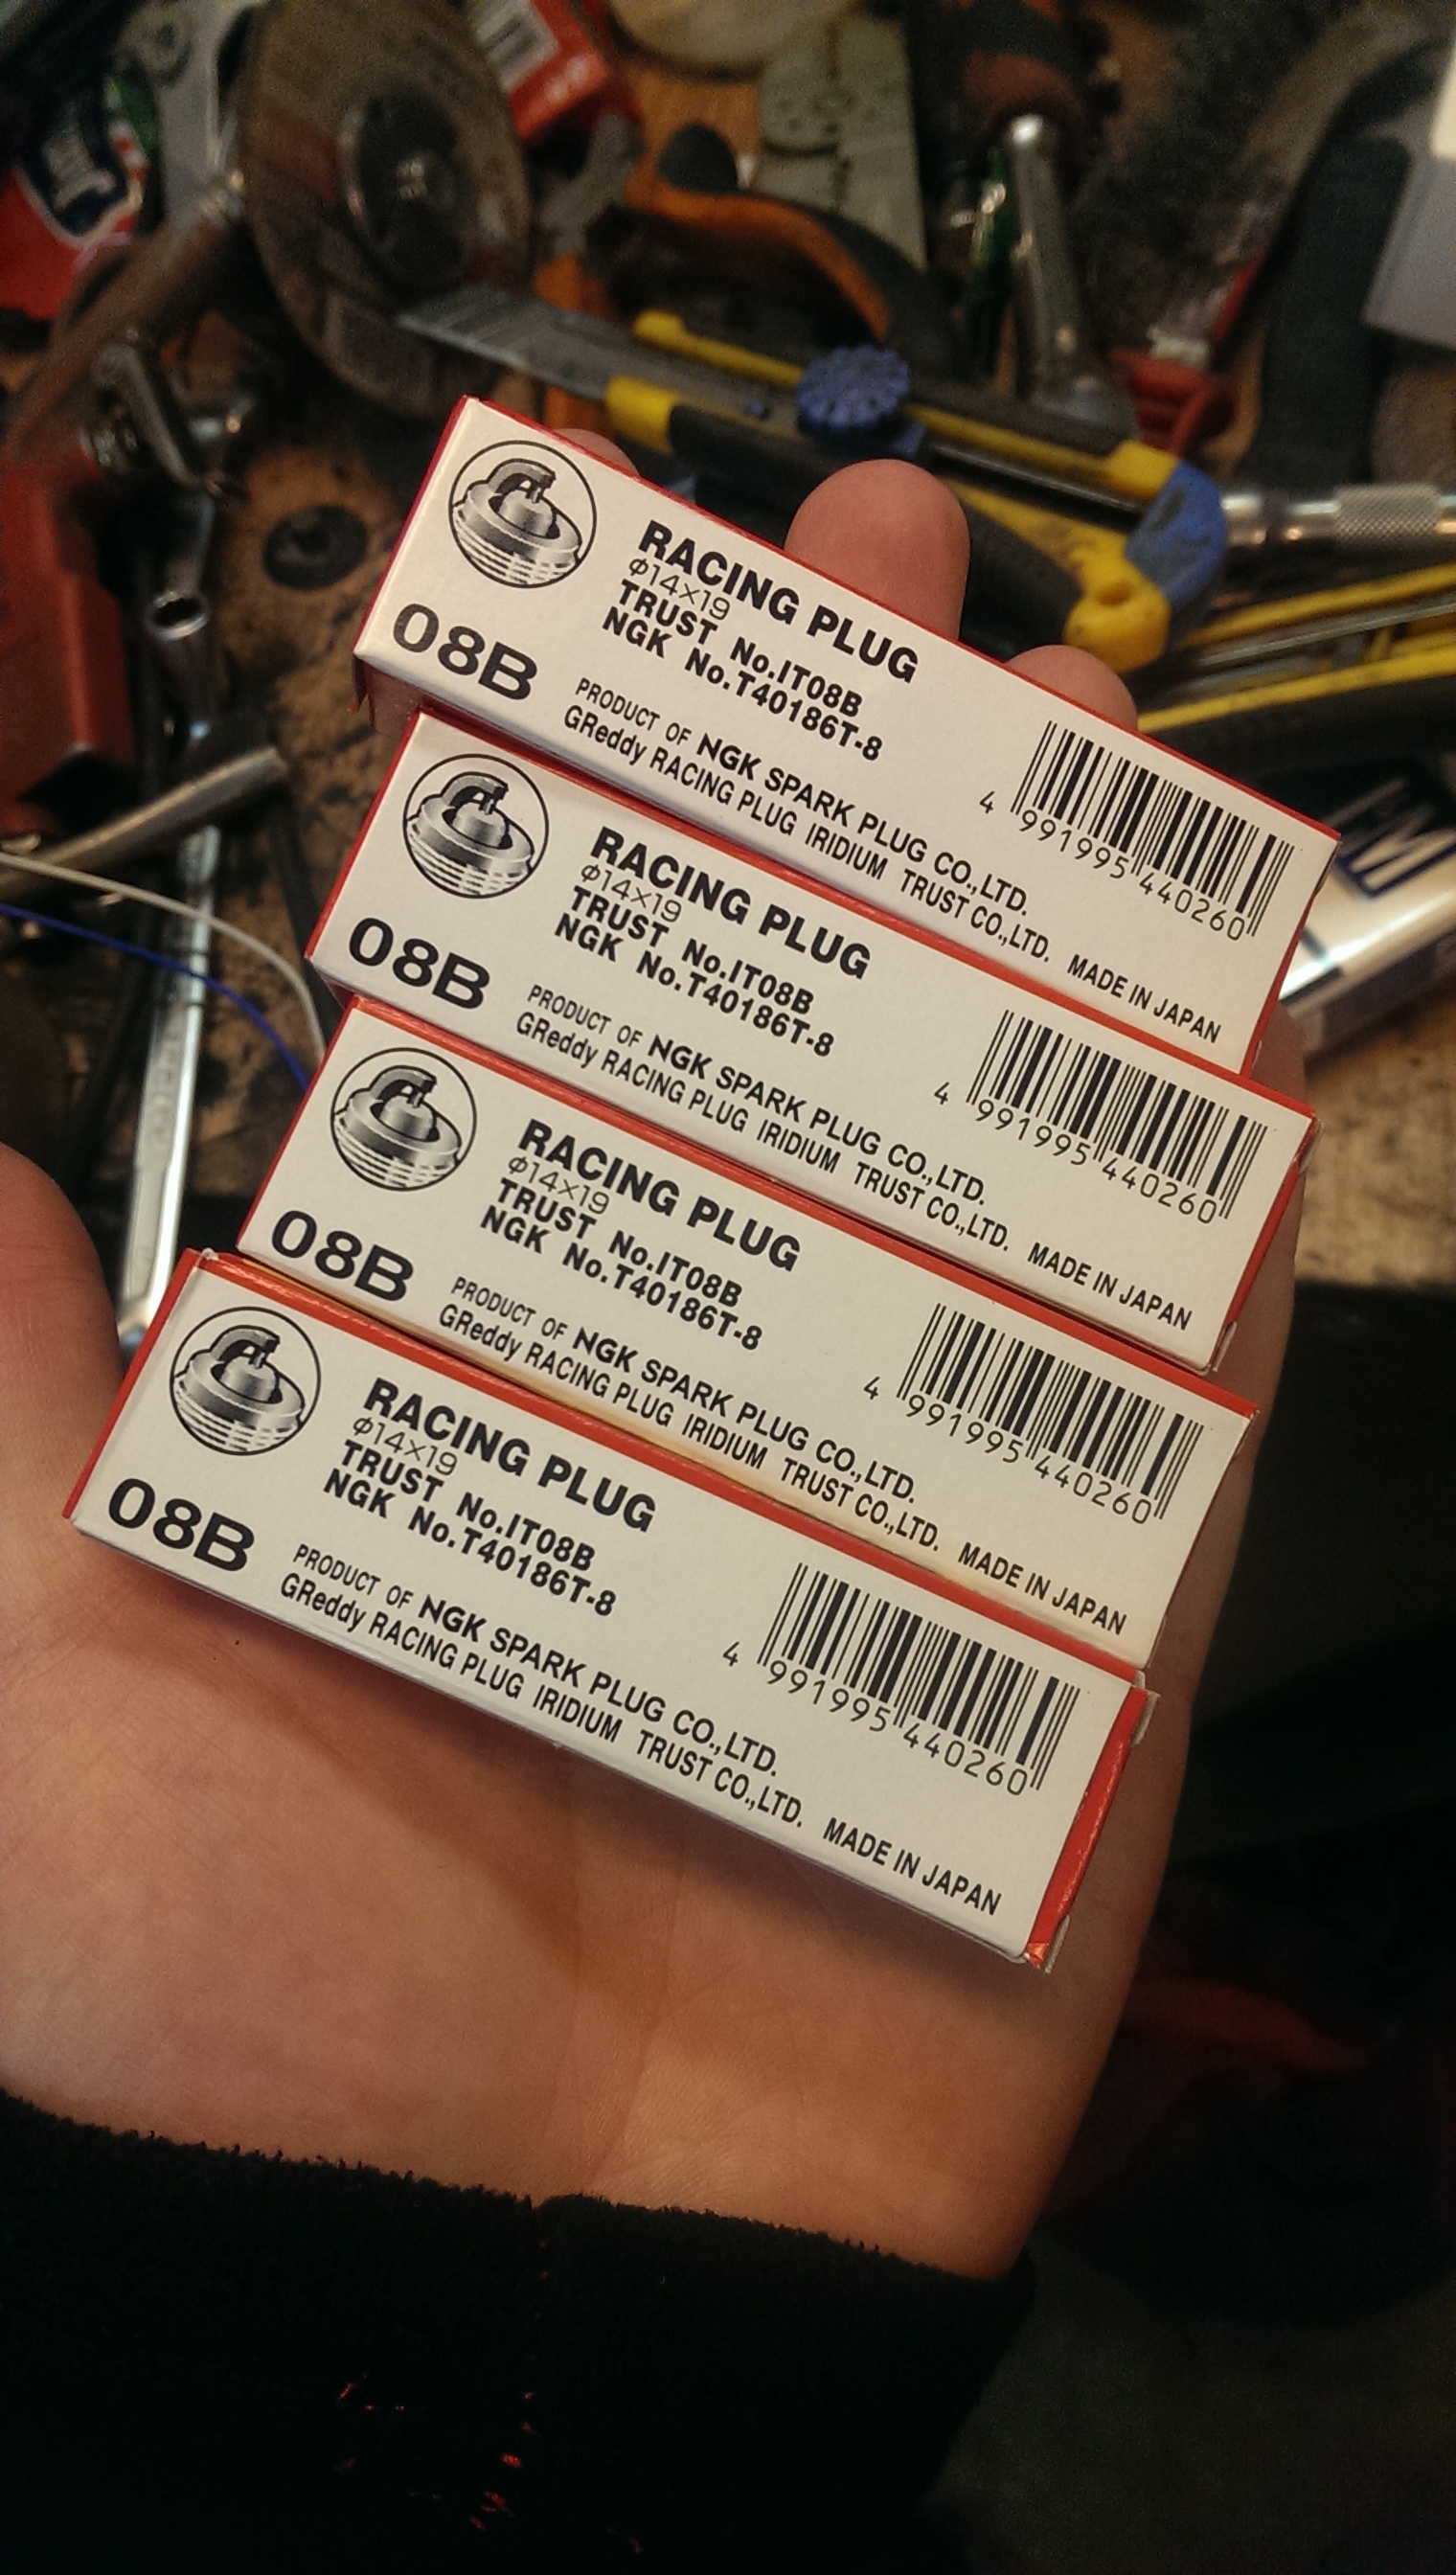 RACING PLUG
φ14×19
TRUST No.IT08B
NGK No.T40186T-8
08B
PRODUCT OF NGK SPARK PLUG CO.,LTD.
GReddy RACING PLUG IRIDIUM TRUST CO.,LTD. MADE IN JAPAN
4 991995 440260
RACING PLUG
φ14×19
TRUST No.IT08B
NGK No.T40186T-8
08B
PRODUCT OF NGK SPARK PLUG CO.,LTD.
GReddy RACING PLUG IRIDIUM TRUST CO.,LTD. MADE IN JAPAN
4 991995 440260
RACING PLUG
φ14×19
TRUST No.IT08B
NGK No.T40186T-8
08B
PRODUCT OF NGK SPARK PLUG CO.,LTD.
GReddy RACING PLUG IRIDIUM TRUST CO.,LTD. MADE IN JAPAN
4 991995 440260
RACING PLUG
φ14×19
TRUST No.IT08B
NGK No.T40186T-8
08B
PRODUCT OF NGK SPARK PLUG CO.,LTD.
GReddy RACING PLUG IRIDIUM TRUST CO.,LTD. MADE IN JAPAN
4 991995 440260